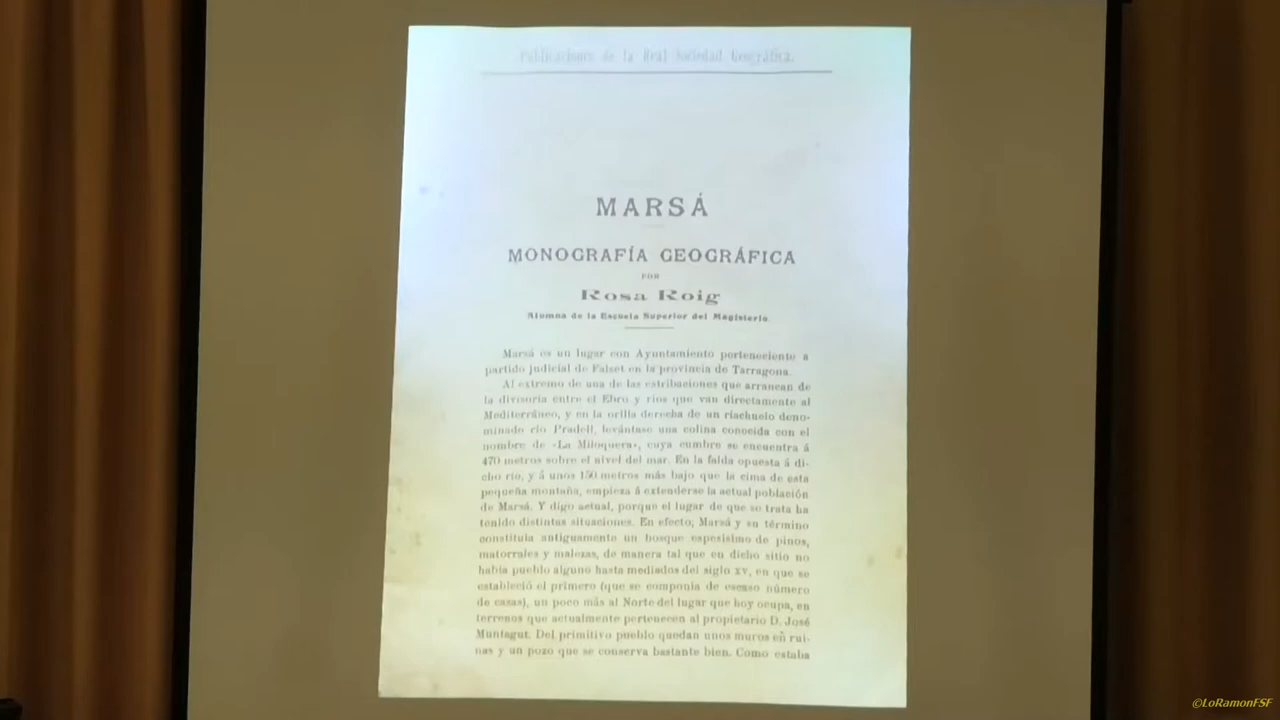 Publicaciones de la Real Sociedad Geográfica.
MARSÁ
MONOGRAFÍA GEOGRÁFICA
POR
Rosa Roig
Alumna de la Escuela Superior del Magisterio
Marsá es un lugar con Ayuntamiento perteneciente a
partido judicial de Falset en la provincia de Tarragona.
Al extremo de una de las estribaciones que arrancan de
la divisoria entre el Ebro y ríos que van directamente al
Mediterráneo, y en la orilla derecha de un riachuelo deno-
minado río Pradell, levántase una colina conocida con el
nombre de «La Miloquera», cuya cumbre se encuentra á
470 metros sobre el nivel del mar. En la falda opuesta á di-
cho río, y á unos 150 metros más bajo que la cima de esta
pequeña montaña, empieza á extenderse la actual población
de Marsá. Y digo actual, porque el lugar de que se trata ha
tenido distintas situaciones. En efecto; Marsá y su término
constituía antiguamente un bosque espesísimo de pinos,
matorrales y malezas, de manera tal que en dicho sitio no
había pueblo alguno hasta mediados del siglo XV, en que se
estableció el primero (que se componía de escaso número
de casas), un poco más al Norte del lugar que hoy ocupa, en
terrenos que actualmente pertenecen al propietario D. José
Muntagut. Del primitivo pueblo quedan unos muros en rui-
nas y un pozo que se conserva bastante bien. Como estaba
©LoRamonFSF